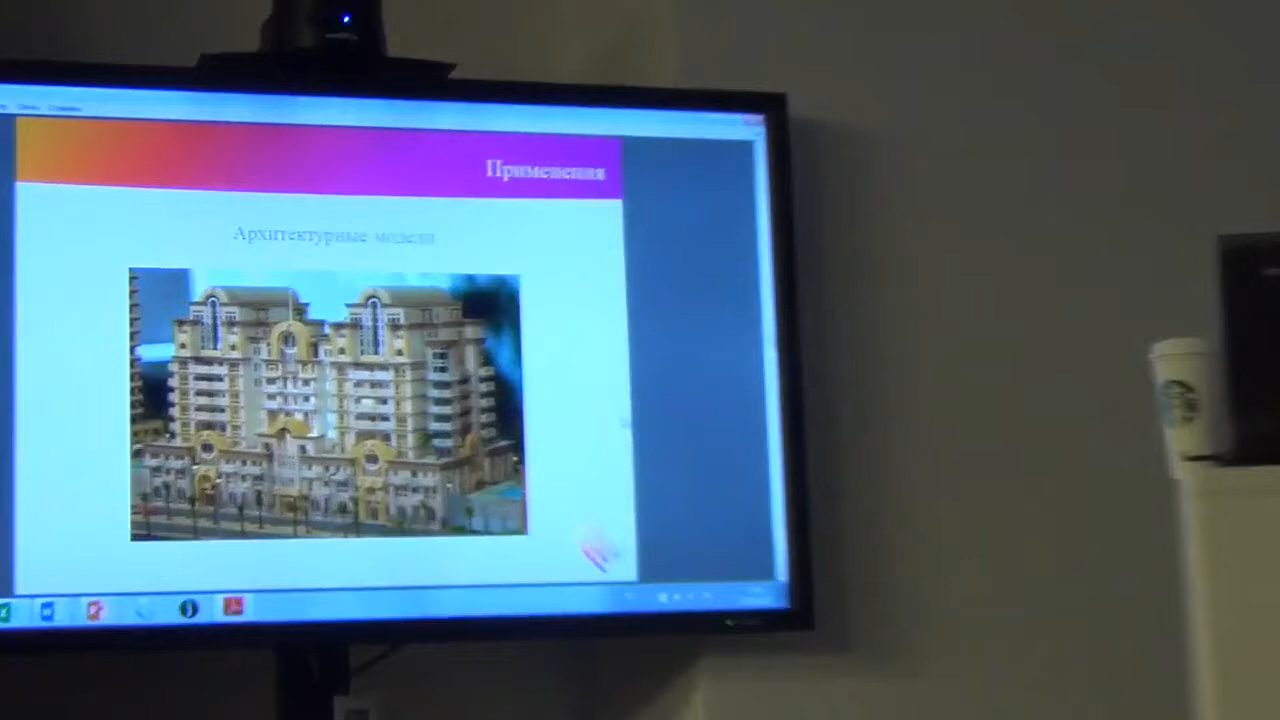 Применения
Архитектурные модели